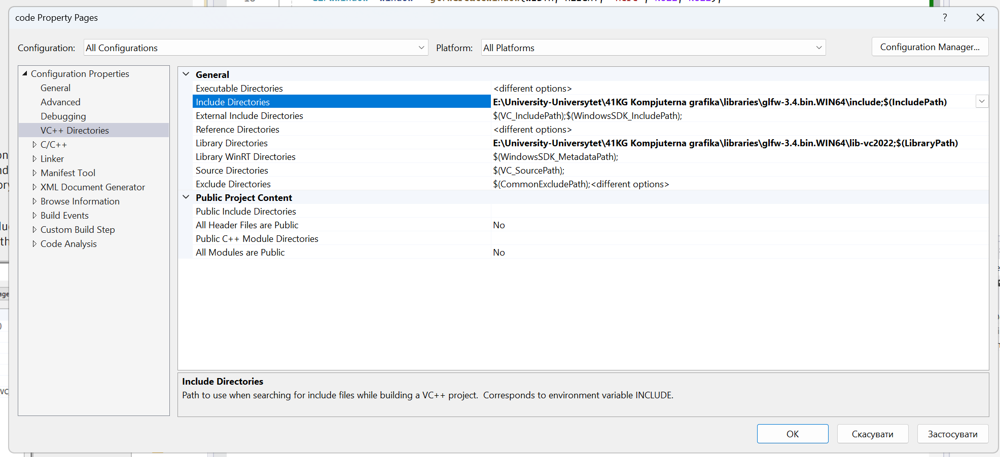 code Property Pages
?
Configuration: All Configurations Platform: All Platforms Configuration Manager...
Configuration Properties
General
Advanced
Debugging
VC++ Directories
C/C++
Linker
Manifest Tool
XML Document Generator
Browse Information
Build Events
Custom Build Step
Code Analysis
General
Executable Directories <different options>
Include Directories E:\University-Universytet\41KG Kompjuterna grafika\libraries\glfw-3.4.bin.WIN64\include;$(IncludePath)
External Include Directories $(VC_IncludePath);$(WindowsSDK_IncludePath);
Reference Directories <different options>
Library Directories E:\University-Universytet\41KG Kompjuterna grafika\libraries\glfw-3.4.bin.WIN64\lib-vc2022;$(LibraryPath)
Library WinRT Directories $(WindowsSDK_MetadataPath);
Source Directories $(VC_SourcePath);
Exclude Directories $(CommonExcludePath);<different options>
Public Project Content
Public Include Directories
All Header Files are Public No
Public C++ Module Directories
All Modules are Public No
Include Directories
Path to use when searching for include files while building a VC++ project. Corresponds to environment variable INCLUDE.
OK Скасувати Застосувати